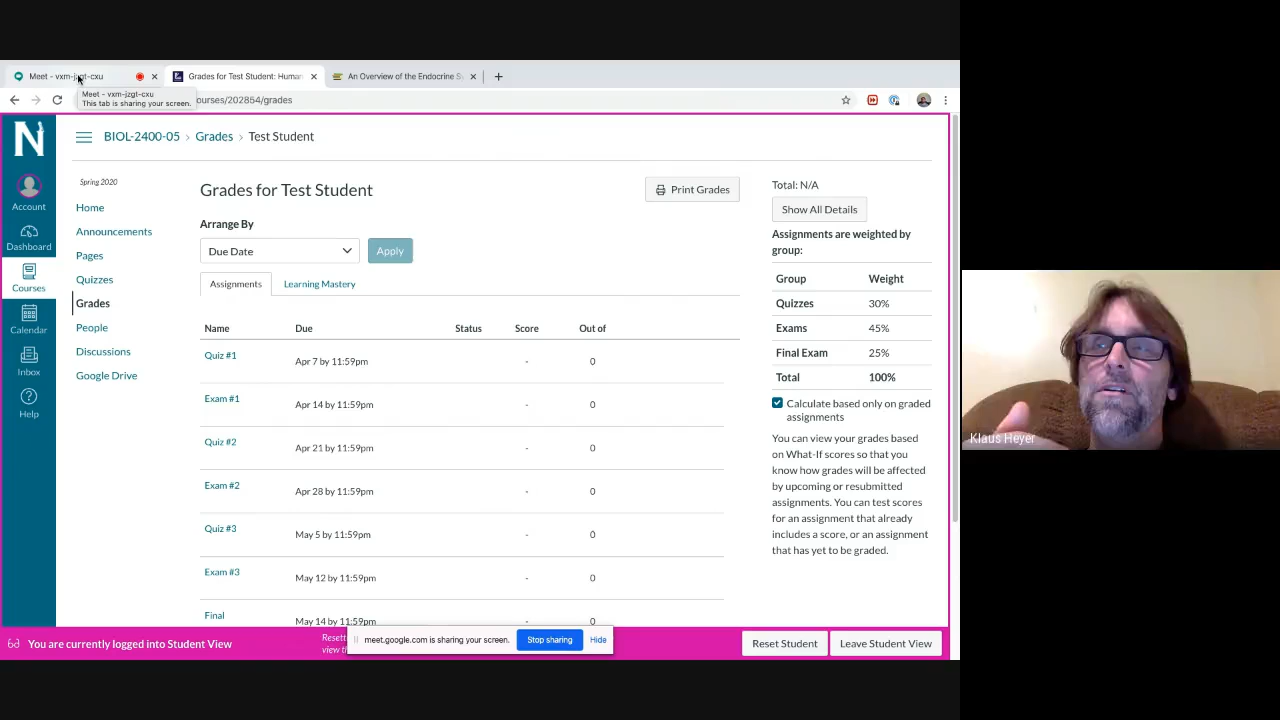 Meet - vxm-jzgt-cxu
Grades for Test Student: Human
An Overview of the Endocrine Sy
Meet - vxm-jzgt-cxu
This tab is sharing your screen.
ourses/202854/grades
N
Account
Dashboard
Courses
Calendar
Inbox
Help
BIOL-2400-05 › Grades › Test Student
Spring 2020
Home
Announcements
Pages
Quizzes
Grades
People
Discussions
Google Drive
Grades for Test Student
Print Grades
Arrange By
Due Date
Apply
Assignments
Learning Mastery
Name Due Status Score Out of
Quiz #1 Apr 7 by 11:59pm - 0
Exam #1 Apr 14 by 11:59pm - 0
Quiz #2 Apr 21 by 11:59pm - 0
Exam #2 Apr 28 by 11:59pm - 0
Quiz #3 May 5 by 11:59pm - 0
Exam #3 May 12 by 11:59pm - 0
Final May 14 by 11:59pm 0
Total: N/A
Show All Details
Assignments are weighted by
group:
Group Weight
Quizzes 30%
Exams 45%
Final Exam 25%
Total 100%
Calculate based only on graded
assignments
You can view your grades based
on What-If scores so that you
know how grades will be affected
by upcoming or resubmitted
assignments. You can test scores
for an assignment that already
includes a score, or an assignment
that has yet to be graded.
Klaus Heyer
You are currently logged into Student View
Resett
view th
meet.google.com is sharing your screen.
Stop sharing
Hide
Reset Student
Leave Student View